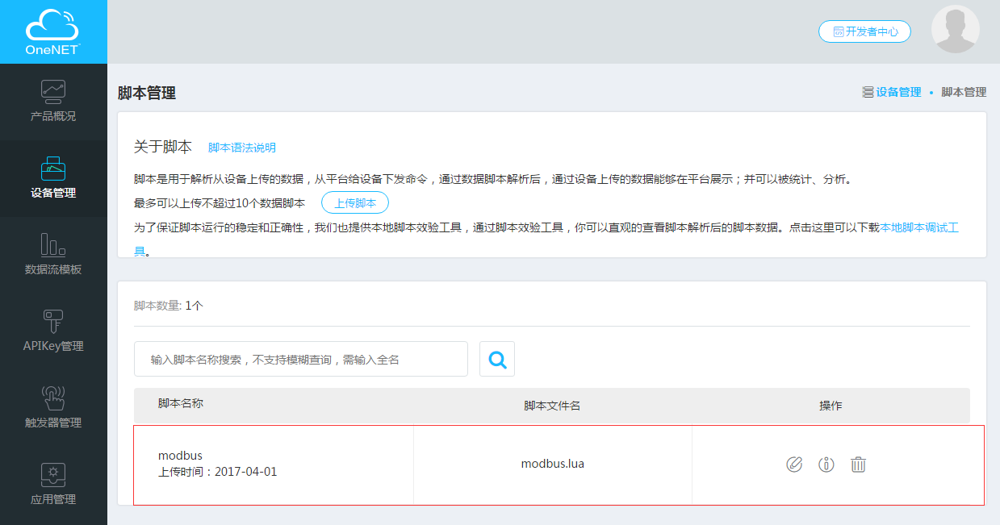 OneNET
开发者中心
产品概况
设备管理
数据流模板
APIKey管理
触发器管理
应用管理
脚本管理
设备管理 • 脚本管理
关于脚本 脚本语法说明
脚本是用于解析从设备上传的数据，从平台给设备下发命令，通过数据脚本解析后，通过设备上传的数据能够在平台展示；并可以被统计、分析。
最多可以上传不超过10个数据脚本 上传脚本
为了保证脚本运行的稳定和正确性，我们也提供本地脚本效验工具，通过脚本效验工具，你可以直观的查看脚本解析后的脚本数据。点击这里可以下载本地脚本调试工
具。
脚本数量: 1个
输入脚本名称搜索，不支持模糊查询，需输入全名
脚本名称 脚本文件名 操作
modbus
上传时间：2017-04-01
modbus.lua